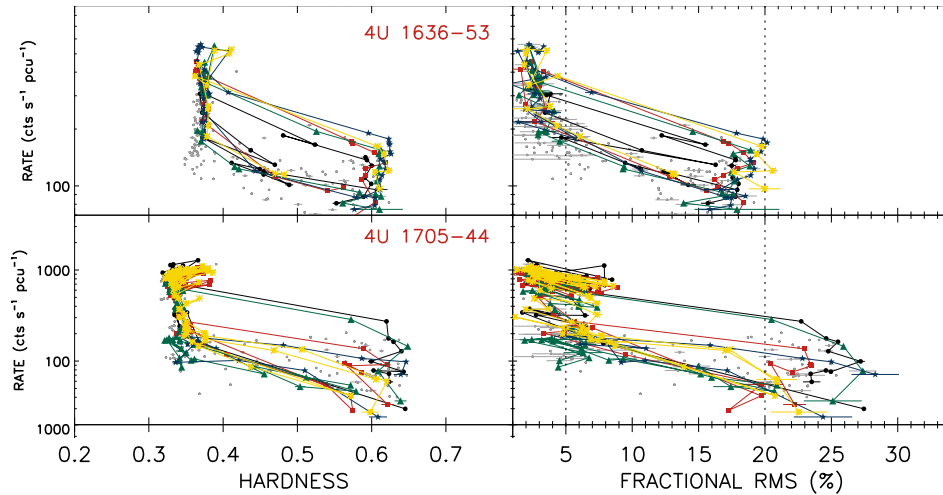 4U 1636−53
RATE (cts s⁻¹ pcu⁻¹)
100
4U 1705−44
1000
RATE (cts s⁻¹ pcu⁻¹)
100
1000
0.2 0.3 0.4 0.5 0.6 0.7 5 10 15 20 25 30
HARDNESS FRACTIONAL RMS (%)